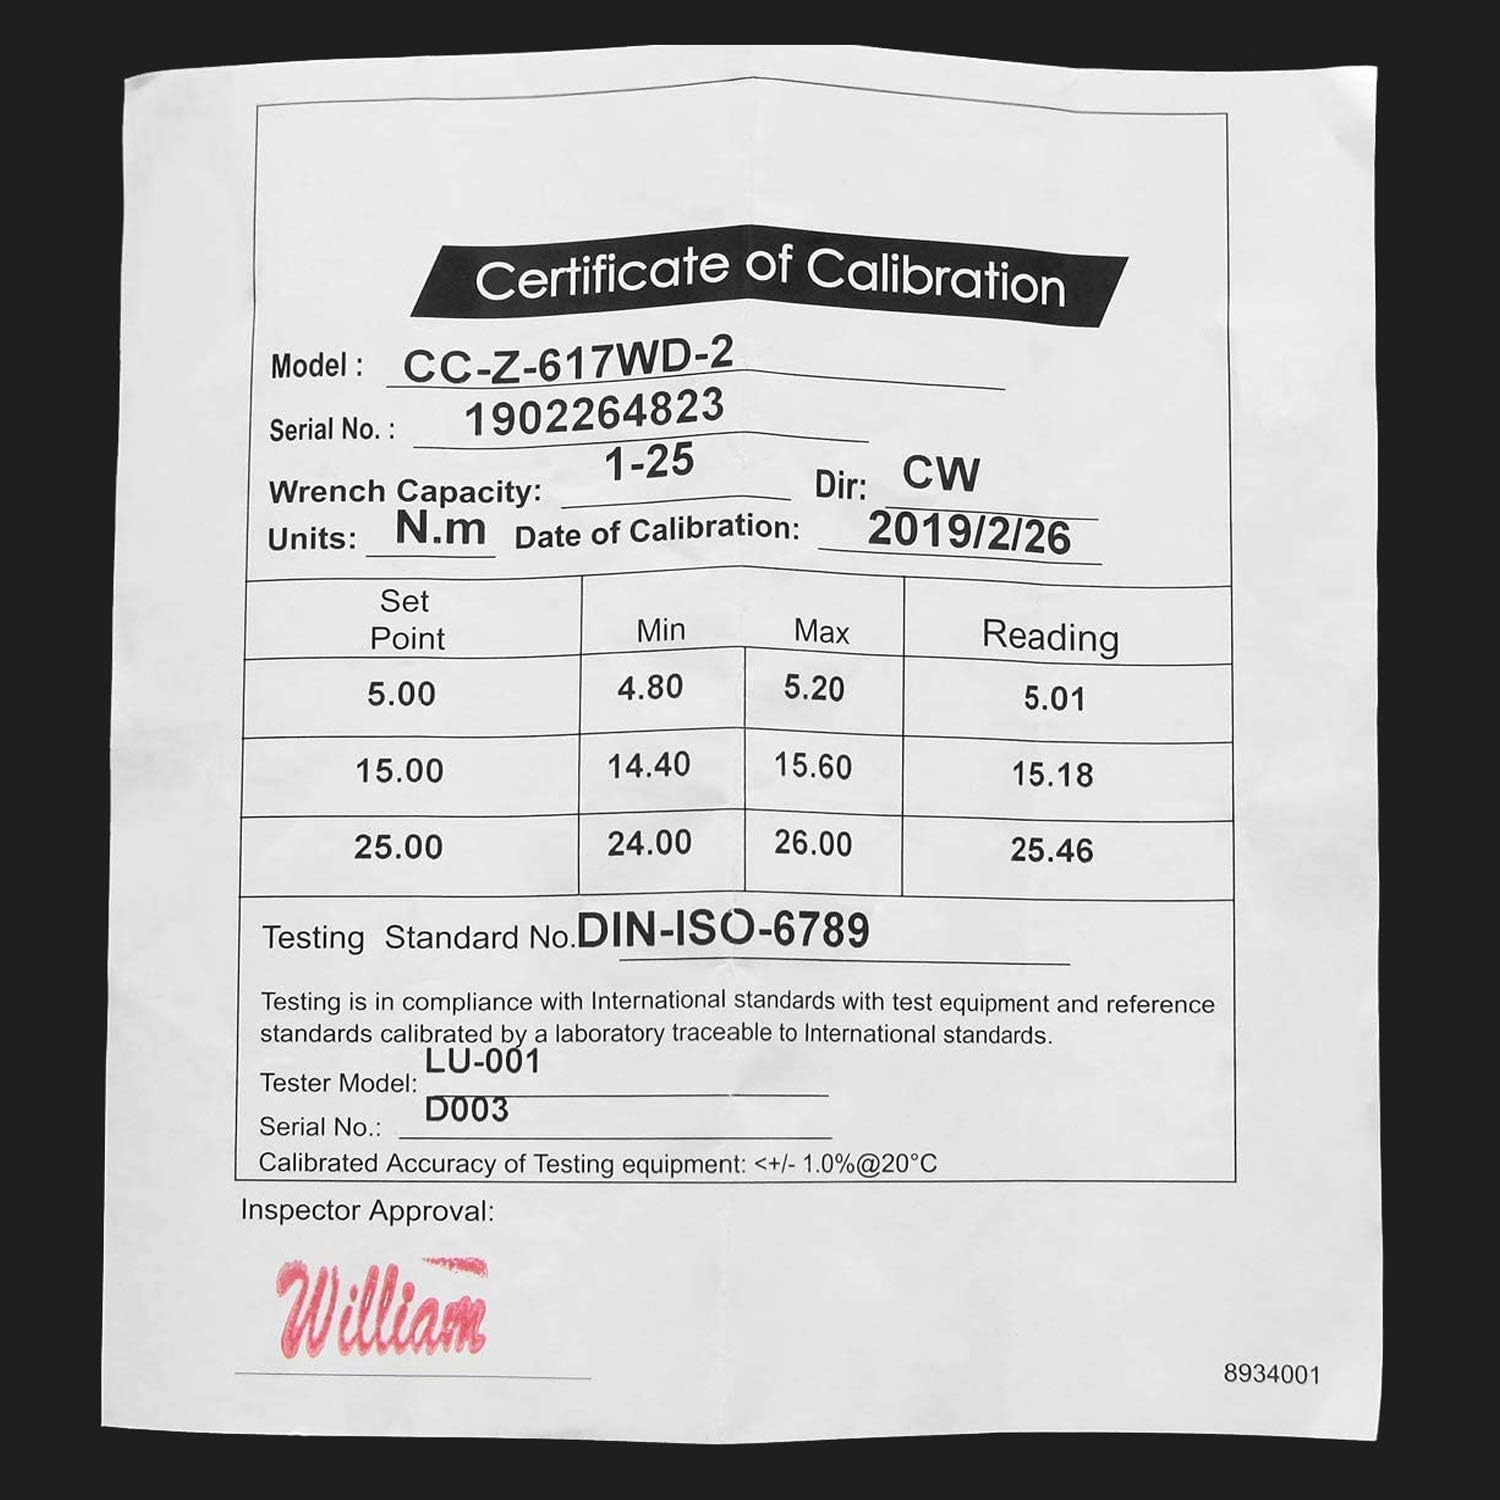 Certificate of Calibration
Model : CC-Z-617WD-2
Serial No. : 1902264823
Wrench Capacity: 1-25 Dir: CW
Units: N.m Date of Calibration: 2019/2/26
Set Point Min Max Reading
5.00 4.80 5.20 5.01
15.00 14.40 15.60 15.18
25.00 24.00 26.00 25.46
Testing Standard No.DIN-ISO-6789
Testing is in compliance with International standards with test equipment and reference
standards calibrated by a laboratory traceable to International standards.
Tester Model: LU-001
Serial No.: D003
Calibrated Accuracy of Testing equipment: <+/- 1.0%@20°C
Inspector Approval:
William
8934001